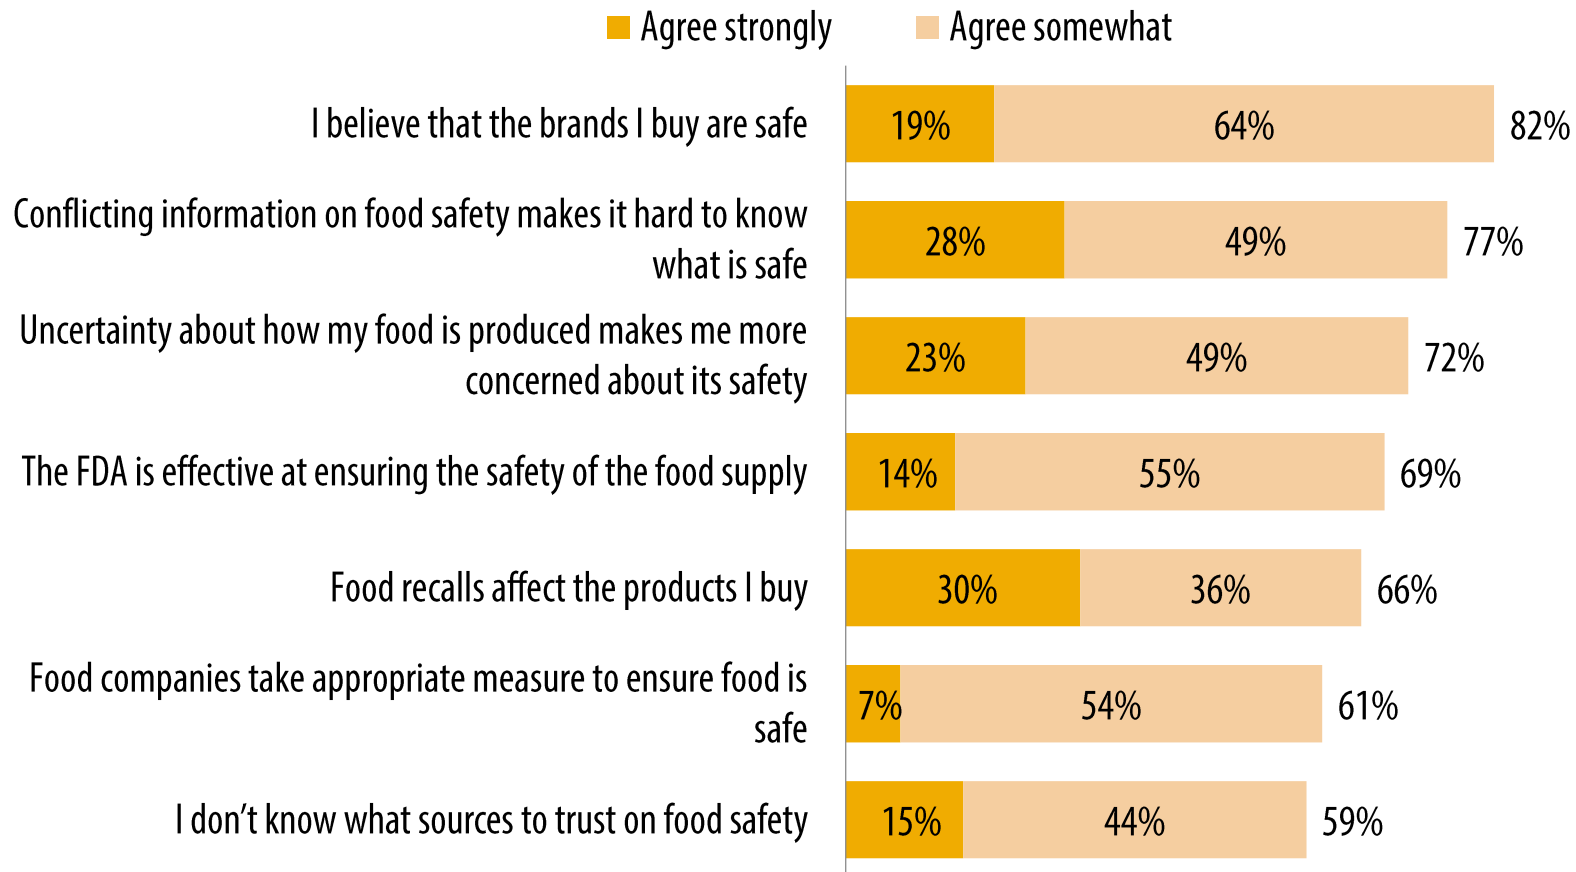 Agree strongly Agree somewhat
I believe that the brands I buy are safe 19% 64% 82%
Conflicting information on food safety makes it hard to know
what is safe 28% 49% 77%
Uncertainty about how my food is produced makes me more
concerned about its safety 23% 49% 72%
The FDA is effective at ensuring the safety of the food supply 14% 55% 69%
Food recalls affect the products I buy 30% 36% 66%
Food companies take appropriate measure to ensure food is
safe 7% 54% 61%
I don’t know what sources to trust on food safety 15% 44% 59%